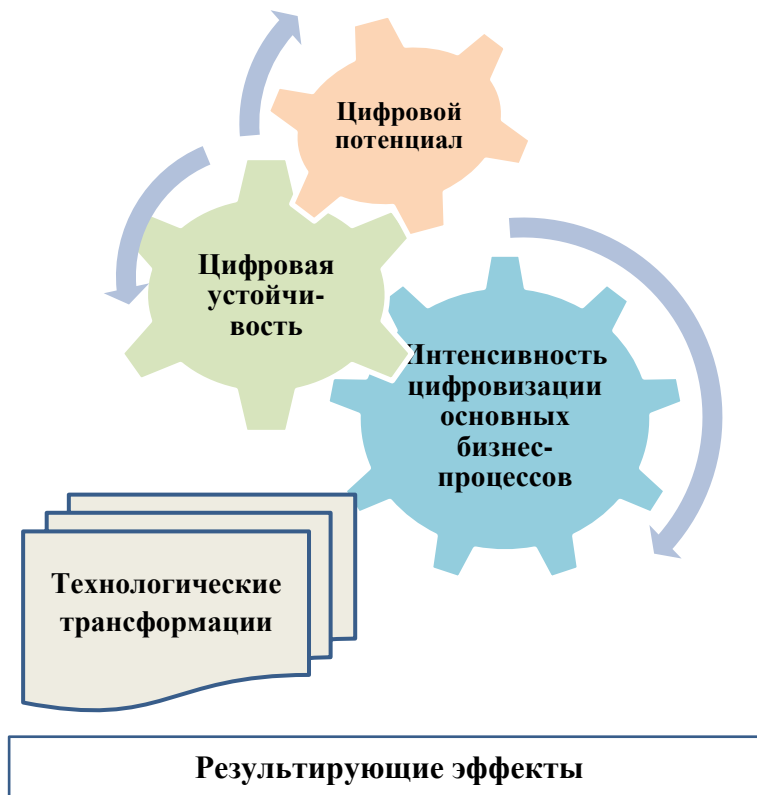 Цифровой
потенциал
Цифровая
устойчи-
вость
Интенсивность
цифровизации
основных
бизнес-
процессов
Технологические
трансформации
Результирующие эффекты